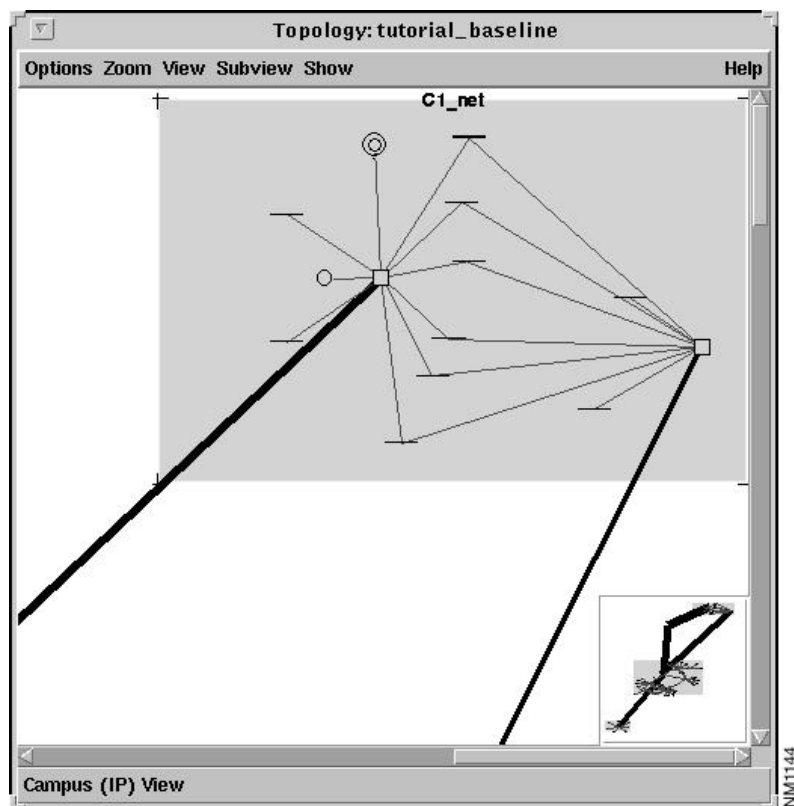 Topology: tutorial_baseline
Options Zoom View Subview Show Help
C1_net
Campus (IP) View
NM1144